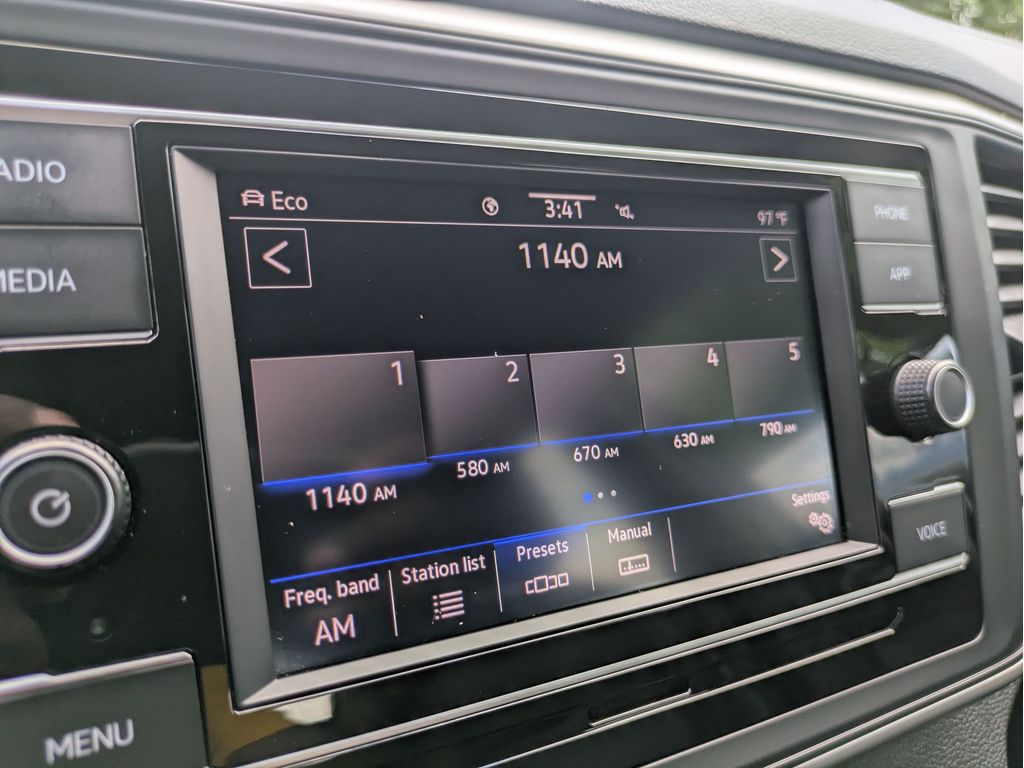 RADIO
MEDIA
MENU
Eco
3:41
97°F
<
1140 AM
>
1
2
3
4
5
1140 AM
580 AM
670 AM
630 AM
790 AM
Settings
Freq. band
AM
Station list
Presets
Manual
PHONE
APP
VOICE